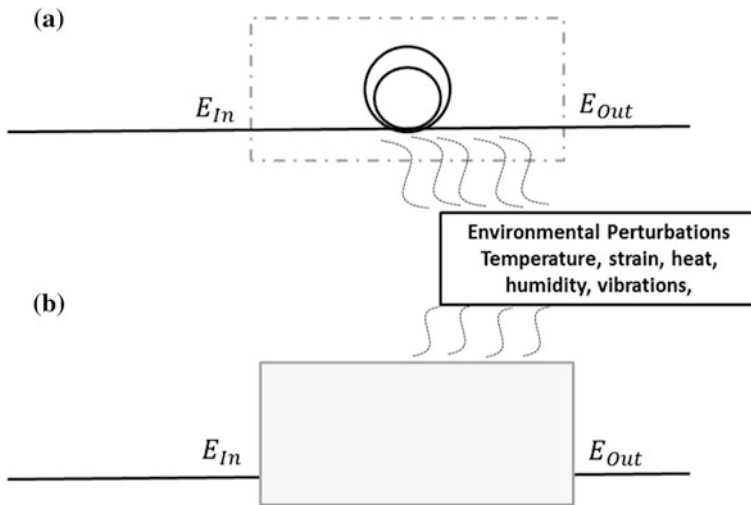 (a)
E_In
E_Out
Environmental Perturbations
Temperature, strain, heat,
humidity, vibrations,
(b)
E_In
E_Out